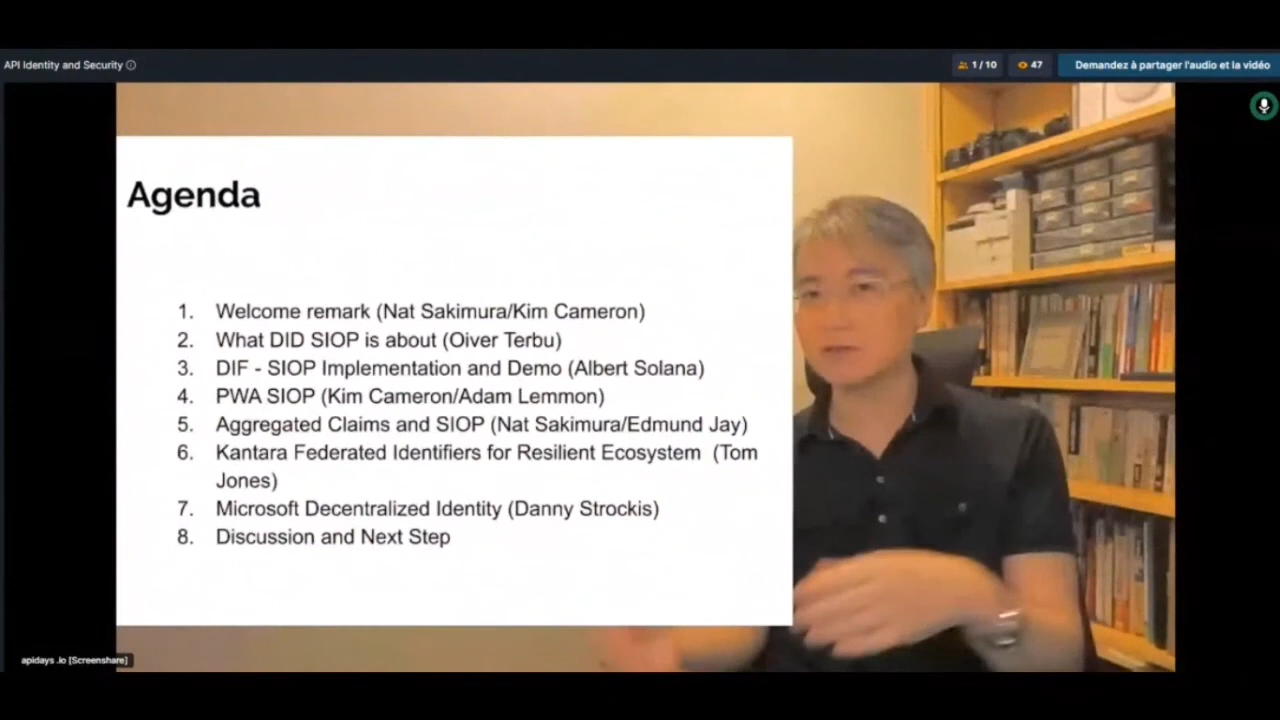 API Identity and Security
1 / 10
47
Demandez à partager l'audio et la vidéo
Agenda
1. Welcome remark (Nat Sakimura/Kim Cameron)
2. What DID SIOP is about (Oiver Terbu)
3. DIF - SIOP Implementation and Demo (Albert Solana)
4. PWA SIOP (Kim Cameron/Adam Lemmon)
5. Aggregated Claims and SIOP (Nat Sakimura/Edmund Jay)
6. Kantara Federated Identifiers for Resilient Ecosystem (Tom
Jones)
7. Microsoft Decentralized Identity (Danny Strockis)
8. Discussion and Next Step
apidays .io [Screenshare]